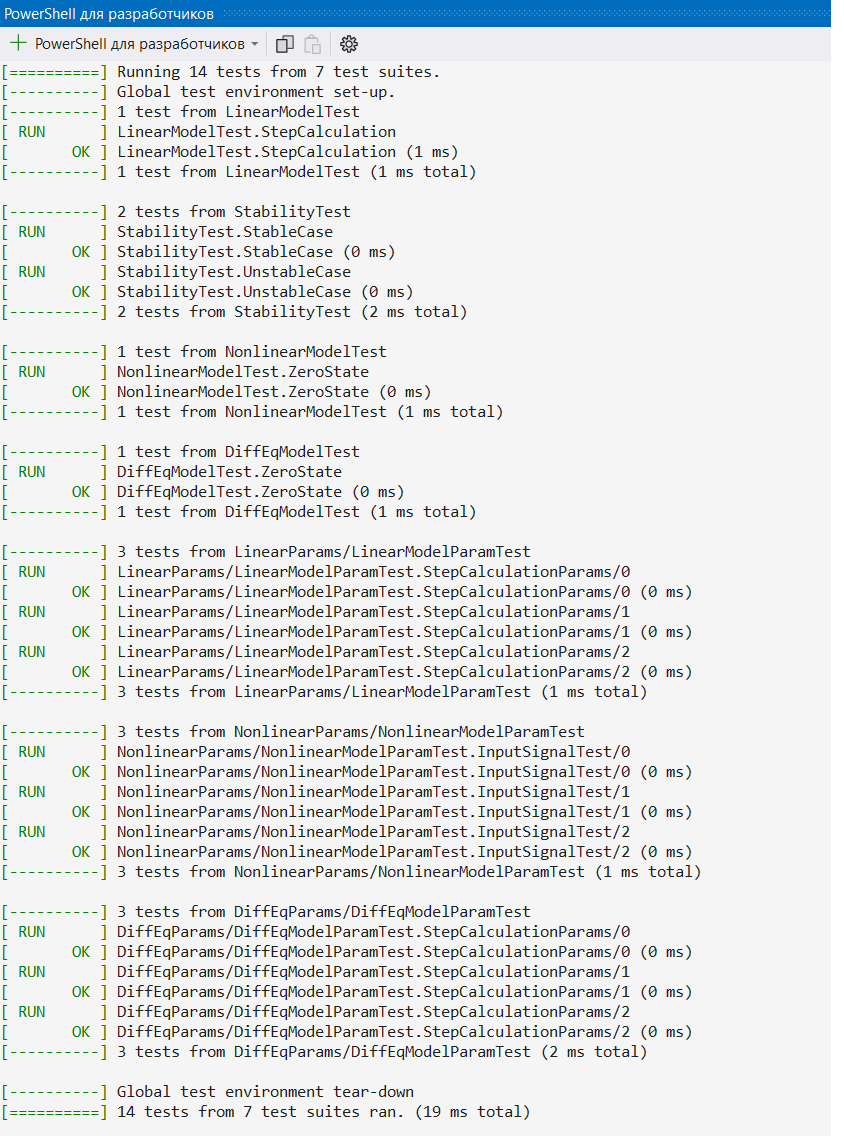 PowerShell для разработчиков
PowerShell для разработчиков
[==========] Running 14 tests from 7 test suites.
[----------] Global test environment set-up.
[----------] 1 test from LinearModelTest
[ RUN      ] LinearModelTest.StepCalculation
[       OK ] LinearModelTest.StepCalculation (1 ms)
[----------] 1 test from LinearModelTest (1 ms total)

[----------] 2 tests from StabilityTest
[ RUN      ] StabilityTest.StableCase
[       OK ] StabilityTest.StableCase (0 ms)
[ RUN      ] StabilityTest.UnstableCase
[       OK ] StabilityTest.UnstableCase (0 ms)
[----------] 2 tests from StabilityTest (2 ms total)

[----------] 1 test from NonlinearModelTest
[ RUN      ] NonlinearModelTest.ZeroState
[       OK ] NonlinearModelTest.ZeroState (0 ms)
[----------] 1 test from NonlinearModelTest (1 ms total)

[----------] 1 test from DiffEqModelTest
[ RUN      ] DiffEqModelTest.ZeroState
[       OK ] DiffEqModelTest.ZeroState (0 ms)
[----------] 1 test from DiffEqModelTest (1 ms total)

[----------] 3 tests from LinearParams/LinearModelParamTest
[ RUN      ] LinearParams/LinearModelParamTest.StepCalculationParams/0
[       OK ] LinearParams/LinearModelParamTest.StepCalculationParams/0 (0 ms)
[ RUN      ] LinearParams/LinearModelParamTest.StepCalculationParams/1
[       OK ] LinearParams/LinearModelParamTest.StepCalculationParams/1 (0 ms)
[ RUN      ] LinearParams/LinearModelParamTest.StepCalculationParams/2
[       OK ] LinearParams/LinearModelParamTest.StepCalculationParams/2 (0 ms)
[----------] 3 tests from LinearParams/LinearModelParamTest (1 ms total)

[----------] 3 tests from NonlinearParams/NonlinearModelParamTest
[ RUN      ] NonlinearParams/NonlinearModelParamTest.InputSignalTest/0
[       OK ] NonlinearParams/NonlinearModelParamTest.InputSignalTest/0 (0 ms)
[ RUN      ] NonlinearParams/NonlinearModelParamTest.InputSignalTest/1
[       OK ] NonlinearParams/NonlinearModelParamTest.InputSignalTest/1 (0 ms)
[ RUN      ] NonlinearParams/NonlinearModelParamTest.InputSignalTest/2
[       OK ] NonlinearParams/NonlinearModelParamTest.InputSignalTest/2 (0 ms)
[----------] 3 tests from NonlinearParams/NonlinearModelParamTest (1 ms total)

[----------] 3 tests from DiffEqParams/DiffEqModelParamTest
[ RUN      ] DiffEqParams/DiffEqModelParamTest.StepCalculationParams/0
[       OK ] DiffEqParams/DiffEqModelParamTest.StepCalculationParams/0 (0 ms)
[ RUN      ] DiffEqParams/DiffEqModelParamTest.StepCalculationParams/1
[       OK ] DiffEqParams/DiffEqModelParamTest.StepCalculationParams/1 (0 ms)
[ RUN      ] DiffEqParams/DiffEqModelParamTest.StepCalculationParams/2
[       OK ] DiffEqParams/DiffEqModelParamTest.StepCalculationParams/2 (0 ms)
[----------] 3 tests from DiffEqParams/DiffEqModelParamTest (2 ms total)

[----------] Global test environment tear-down
[==========] 14 tests from 7 test suites ran. (19 ms total)